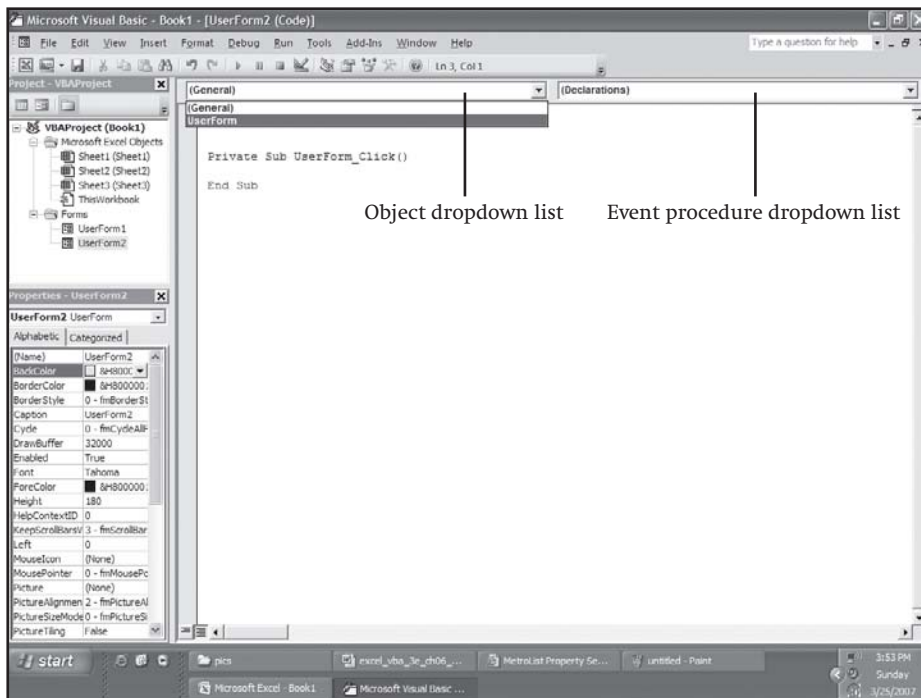 Microsoft Visual Basic - Book1 - [UserForm2 (Code)]
File Edit View Insert Format Debug Run Tools Add-Ins Window Help
Type a question for help
Ln 3, Col 1
Project - VBAProject
VBAProject (Book1)
Microsoft Excel Objects
Sheet1 (Sheet1)
Sheet2 (Sheet2)
Sheet3 (Sheet3)
ThisWorkbook
Forms
UserForm1
UserForm2
(General)
(Declarations)
(General)
UserForm
Private Sub UserForm_Click()
End Sub
Object dropdown list
Event procedure dropdown list
Properties - UserForm2
UserForm2 UserForm
Alphabetic Categorized
(Name) UserForm2
BackColor &H800C
BorderColor &H800000
BorderStyle 0 - fmBorderSt
Caption UserForm2
Cycle 0 - fmCycleAllF
DrawBuffer 32000
Enabled True
Font Tahoma
ForeColor &H800000
Height 180
HelpContextID 0
KeepScrollBarsV 3 - fmScrollBar
Left 0
MouseIcon (None)
MousePointer 0 - fmMousePo
Picture (None)
PictureAlignmen 2 - fmPictureAl
PictureSizeMode 0 - fmPictureSi
PictureTiling False
start
pics
excel_vba_3e_ch06_...
MetroList Property Se...
untitled - Paint
3:53 PM
Microsoft Excel - Book1
Microsoft Visual Basic ...
Sunday
3/25/2007